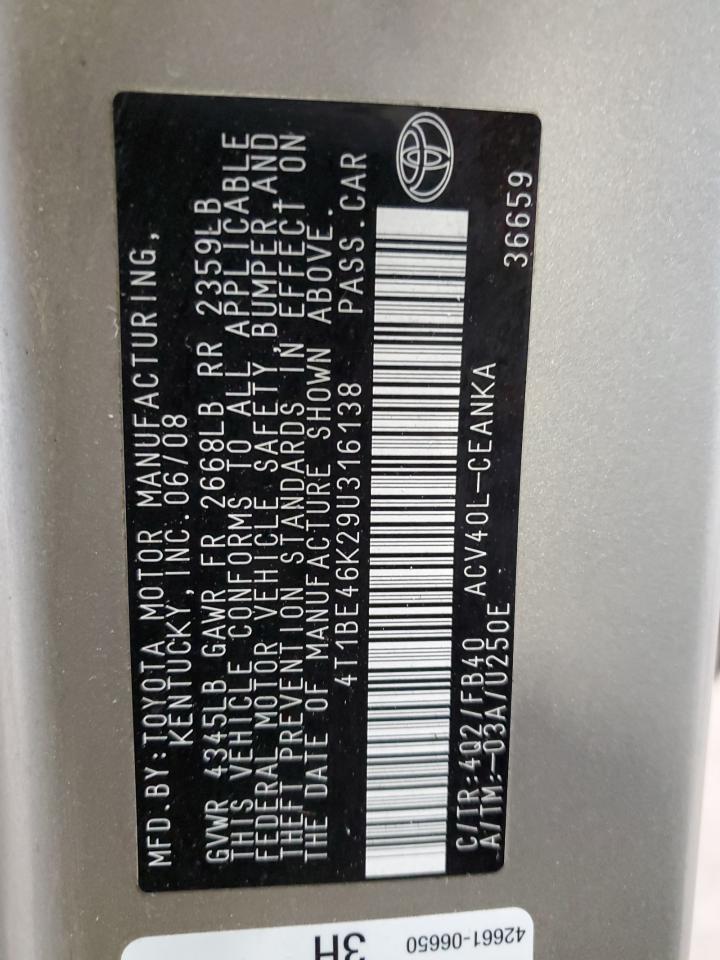 MFD.BY:TOYOTA MOTOR MANUFACTURING,
KENTUCKY,INC.06/08
GVWR 4345LB GAWR FR 2668LB RR 2359LB
THIS VEHICLE CONFORMS TO ALL APPLICABLE
FEDERAL MOTOR VEHICLE SAFETY,BUMPER,AND
THEFT PREVENTION STANDARDS IN EFFECT ON
THE DATE OF MANUFACTURE SHOWN ABOVE.
4T1BE46K29U316138 PASS.CAR
C/TR:4Q2/FB40 ACV40L-CEANKA
A/TM:-03A/U250E 36659
42661-06650
3H